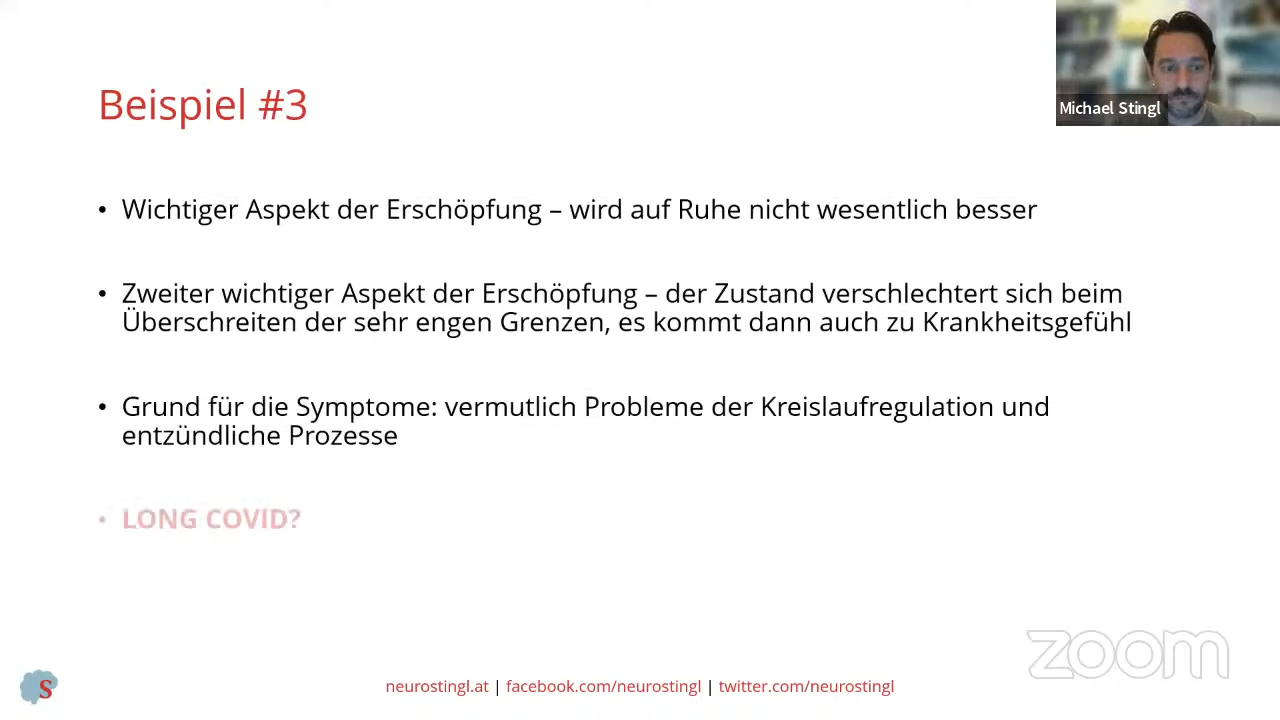 Beispiel #3
Michael Stingl
• Wichtiger Aspekt der Erschöpfung – wird auf Ruhe nicht wesentlich besser
• Zweiter wichtiger Aspekt der Erschöpfung – der Zustand verschlechtert sich beim
Überschreiten der sehr engen Grenzen, es kommt dann auch zu Krankheitsgefühl
• Grund für die Symptome: vermutlich Probleme der Kreislaufregulation und
entzündliche Prozesse
• LONG COVID?
zoom
S
neurostingl.at | facebook.com/neurostingl | twitter.com/neurostingl